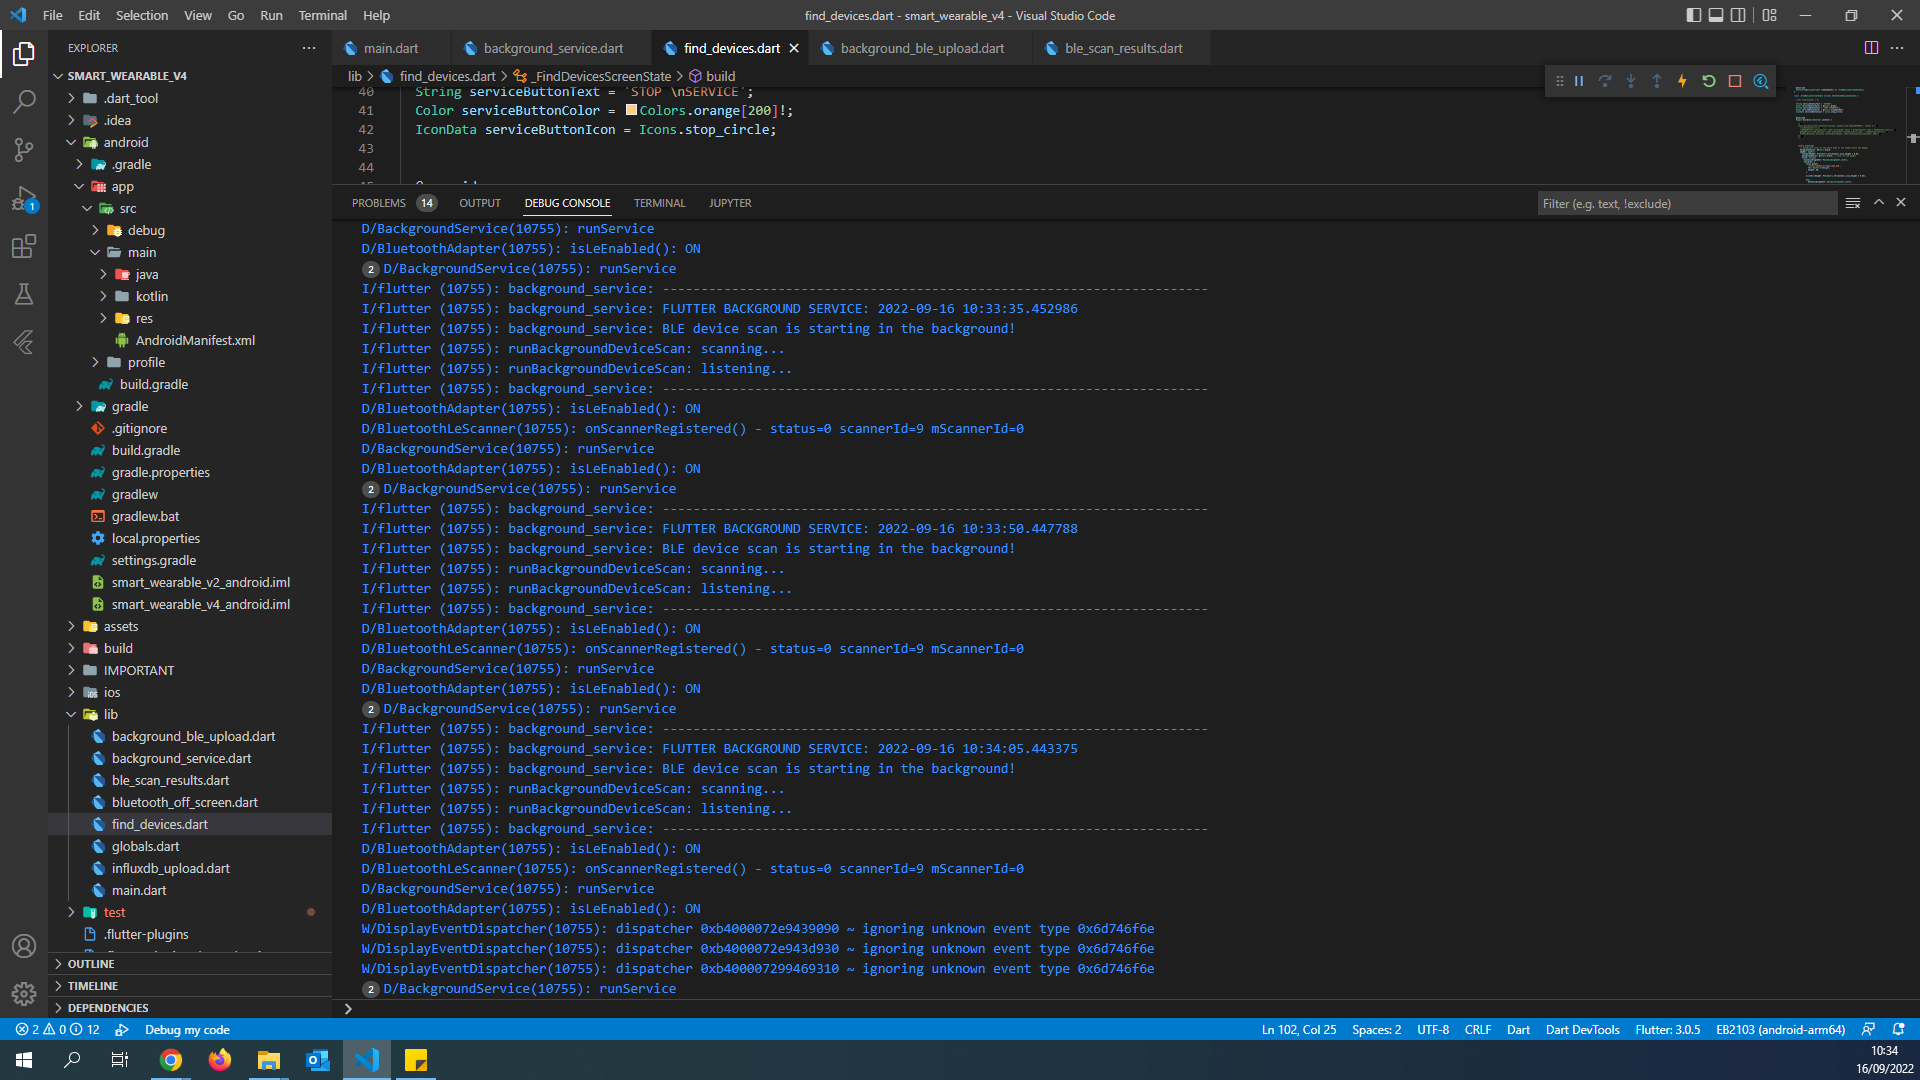 File Edit Selection View Go Run Terminal Help
find_devices.dart - smart_wearable_v4 - Visual Studio Code
EXPLORER
main.dart background_service.dart find_devices.dart background_ble_upload.dart ble_scan_results.dart
SMART_WEARABLE_V4
lib > find_devices.dart > _FindDevicesScreenState > build
.dart_tool
.idea
android
.gradle
app
src
debug
main
java
kotlin
res
AndroidManifest.xml
profile
build.gradle
gradle
.gitignore
build.gradle
gradle.properties
gradlew
gradlew.bat
local.properties
settings.gradle
smart_wearable_v2_android.iml
smart_wearable_v4_android.iml
assets
build
IMPORTANT
ios
lib
background_ble_upload.dart
background_service.dart
ble_scan_results.dart
bluetooth_off_screen.dart
find_devices.dart
globals.dart
influxdb_upload.dart
main.dart
test
.flutter-plugins
OUTLINE
TIMELINE
DEPENDENCIES
1
40 String serviceButtonText = 'STOP \nSERVICE';
41 Color serviceButtonColor = Colors.orange[200]!;
42 IconData serviceButtonIcon = Icons.stop_circle;
43
44
PROBLEMS 14 OUTPUT DEBUG CONSOLE TERMINAL JUPYTER
Filter (e.g. text, !exclude)
D/BackgroundService(10755): runService
D/BluetoothAdapter(10755): isLeEnabled(): ON
2 D/BackgroundService(10755): runService
I/flutter (10755): background_service: -----------------------------------------------------------------------
I/flutter (10755): background_service: FLUTTER BACKGROUND SERVICE: 2022-09-16 10:33:35.452986
I/flutter (10755): background_service: BLE device scan is starting in the background!
I/flutter (10755): runBackgroundDeviceScan: scanning...
I/flutter (10755): runBackgroundDeviceScan: listening...
I/flutter (10755): background_service: -----------------------------------------------------------------------
D/BluetoothAdapter(10755): isLeEnabled(): ON
D/BluetoothLeScanner(10755): onScannerRegistered() - status=0 scannerId=9 mScannerId=0
D/BackgroundService(10755): runService
D/BluetoothAdapter(10755): isLeEnabled(): ON
2 D/BackgroundService(10755): runService
I/flutter (10755): background_service: -----------------------------------------------------------------------
I/flutter (10755): background_service: FLUTTER BACKGROUND SERVICE: 2022-09-16 10:33:50.447788
I/flutter (10755): background_service: BLE device scan is starting in the background!
I/flutter (10755): runBackgroundDeviceScan: scanning...
I/flutter (10755): runBackgroundDeviceScan: listening...
I/flutter (10755): background_service: -----------------------------------------------------------------------
D/BluetoothAdapter(10755): isLeEnabled(): ON
D/BluetoothLeScanner(10755): onScannerRegistered() - status=0 scannerId=9 mScannerId=0
D/BackgroundService(10755): runService
D/BluetoothAdapter(10755): isLeEnabled(): ON
2 D/BackgroundService(10755): runService
I/flutter (10755): background_service: -----------------------------------------------------------------------
I/flutter (10755): background_service: FLUTTER BACKGROUND SERVICE: 2022-09-16 10:34:05.443375
I/flutter (10755): background_service: BLE device scan is starting in the background!
I/flutter (10755): runBackgroundDeviceScan: scanning...
I/flutter (10755): runBackgroundDeviceScan: listening...
I/flutter (10755): background_service: -----------------------------------------------------------------------
D/BluetoothAdapter(10755): isLeEnabled(): ON
D/BluetoothLeScanner(10755): onScannerRegistered() - status=0 scannerId=9 mScannerId=0
D/BackgroundService(10755): runService
D/BluetoothAdapter(10755): isLeEnabled(): ON
W/DisplayEventDispatcher(10755): dispatcher 0xb4000072e9439090 ~ ignoring unknown event type 0x6d746f6e
W/DisplayEventDispatcher(10755): dispatcher 0xb4000072e943d930 ~ ignoring unknown event type 0x6d746f6e
W/DisplayEventDispatcher(10755): dispatcher 0xb400007299469310 ~ ignoring unknown event type 0x6d746f6e
2 D/BackgroundService(10755): runService
2 0 12 Debug my code
Ln 102, Col 25 Spaces: 2 UTF-8 CRLF Dart Dart DevTools Flutter: 3.0.5 EB2103 (android-arm64)
10:34
16/09/2022